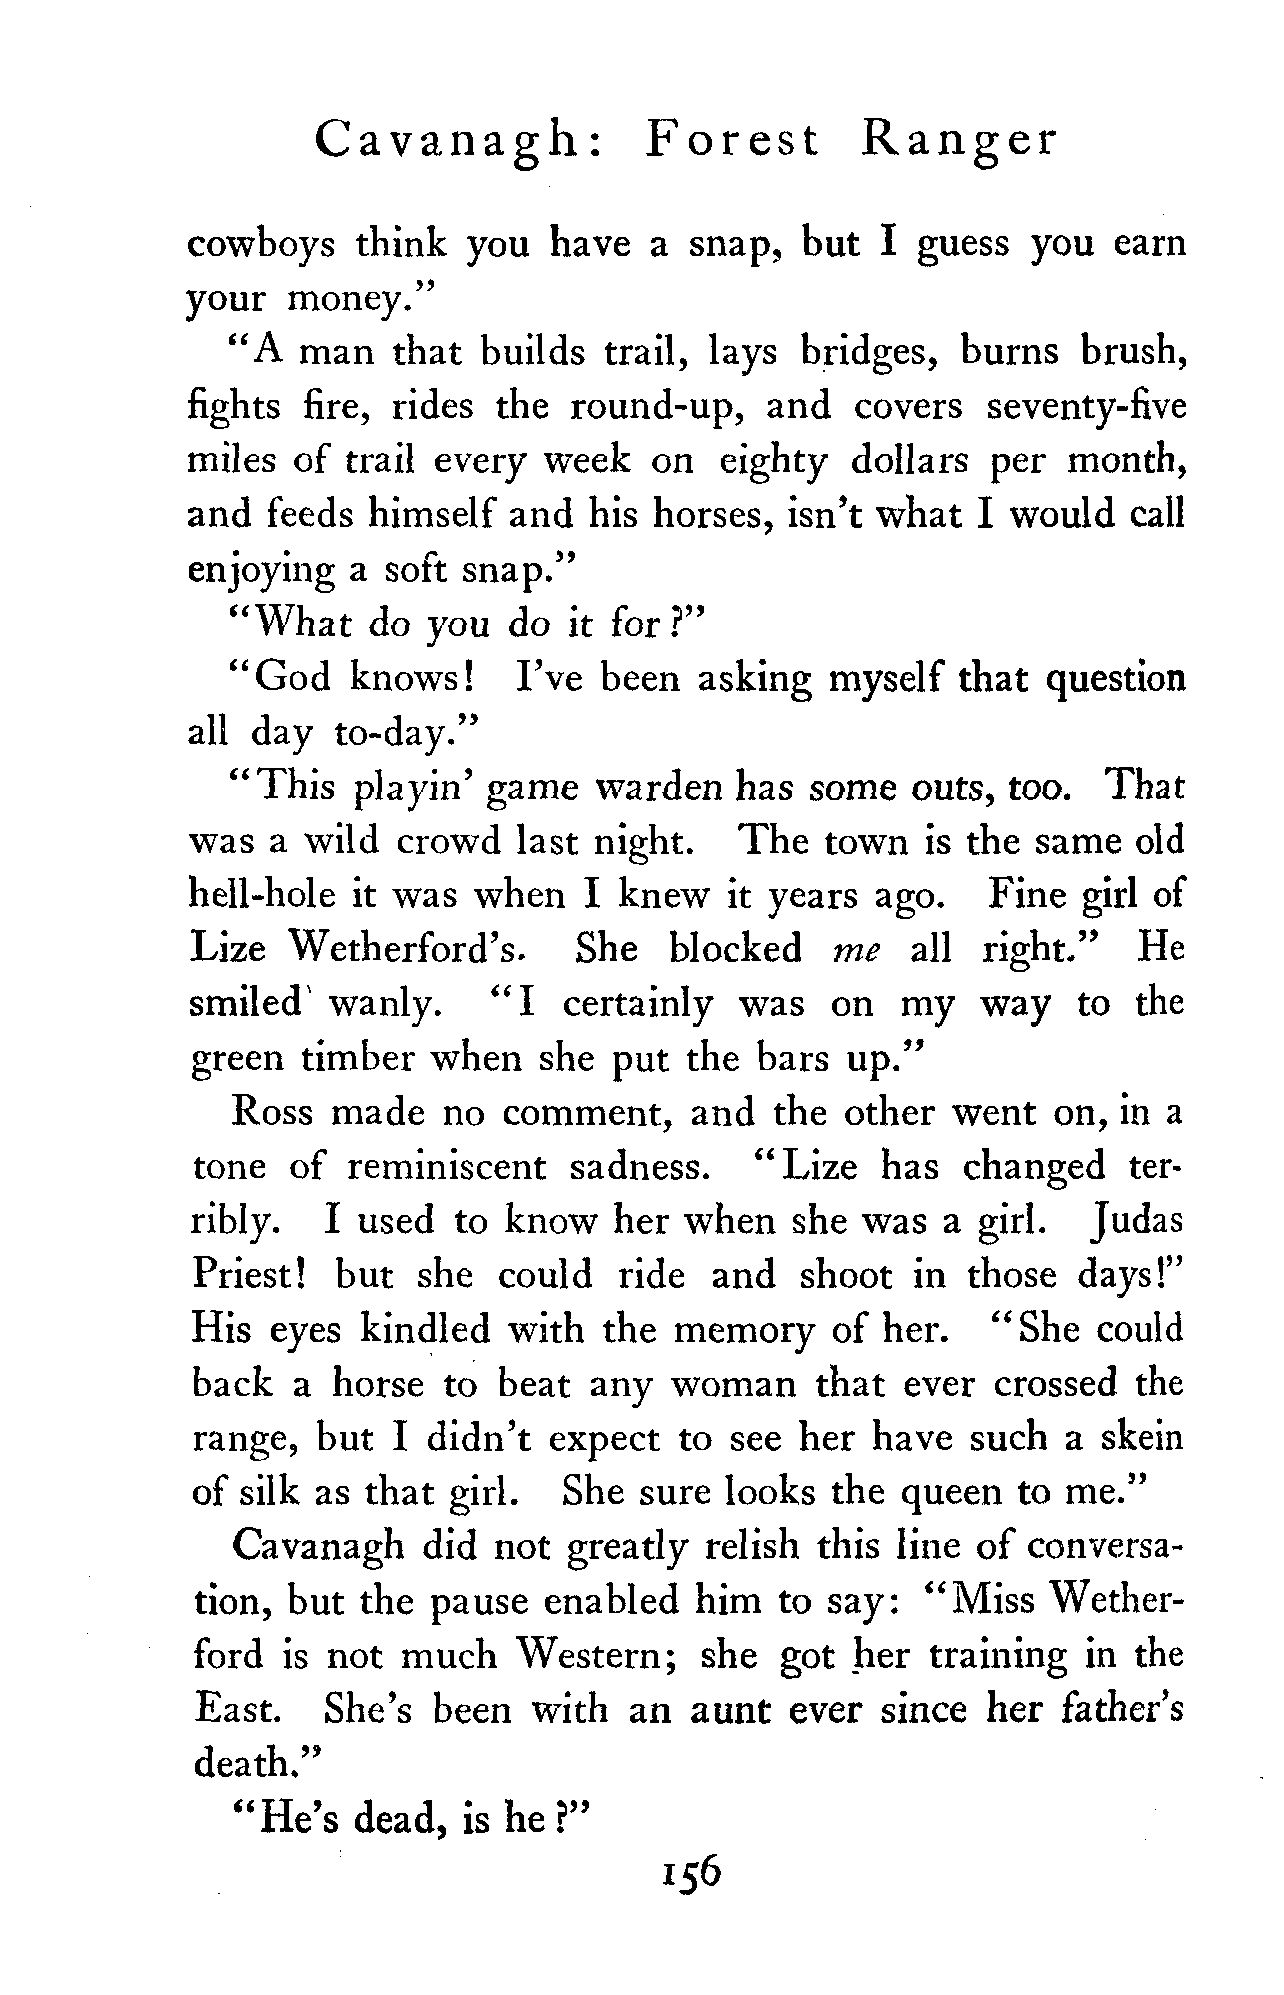 Cavanagh: Forest Ranger
cowboys think you have a snap, but I guess you earn
your money."
"A man that builds trail, lays bridges, burns brush,
fights fire, rides the round-up, and covers seventy-five
miles of trail every week on eighty dollars per month,
and feeds himself and his horses, isn't what I would call
enjoying a soft snap."
"What do you do it for?"
"God knows! I've been asking myself that question
all day to-day."
"This playin' game warden has some outs, too. That
was a wild crowd last night. The town is the same old
hell-hole it was when I knew it years ago. Fine girl of
Lize Wetherford's. She blocked me all right." He
smiled wanly. "I certainly was on my way to the
green timber when she put the bars up."
Ross made no comment, and the other went on, in a
tone of reminiscent sadness. "Lize has changed ter-
ribly. I used to know her when she was a girl. Judas
Priest! but she could ride and shoot in those days!"
His eyes kindled with the memory of her. "She could
back a horse to beat any woman that ever crossed the
range, but I didn't expect to see her have such a skein
of silk as that girl. She sure looks the queen to me."
Cavanagh did not greatly relish this line of conversa-
tion, but the pause enabled him to say: "Miss Wether-
ford is not much Western; she got her training in the
East. She's been with an aunt ever since her father's
death."
"He's dead, is he?"
156